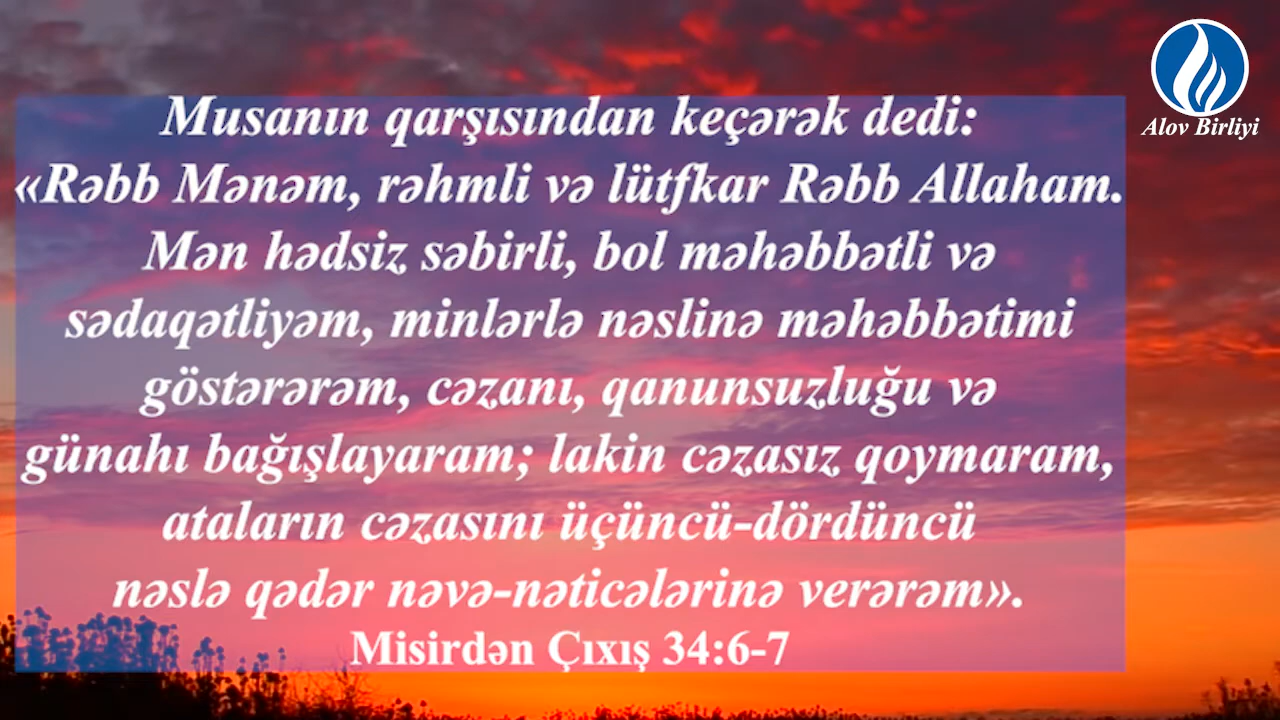 Alov Birliyi
Musanın qarşısından keçərək dedi:
«Rəbb Mənəm, rəhmli və lütfkar Rəbb Allaham.
Mən hədsiz səbirli, bol məhəbbətli və
sədaqətliyəm, minlərlə nəslinə məhəbbətimi
göstərərəm, cəzanı, qanunsuzluğu və
günahı bağışlayaram; lakin cəzasız qoymaram,
ataların cəzasını üçüncü-dördüncü
nəslə qədər nəvə-nəticələrinə verərəm».
Misirdən Çıxış 34:6-7